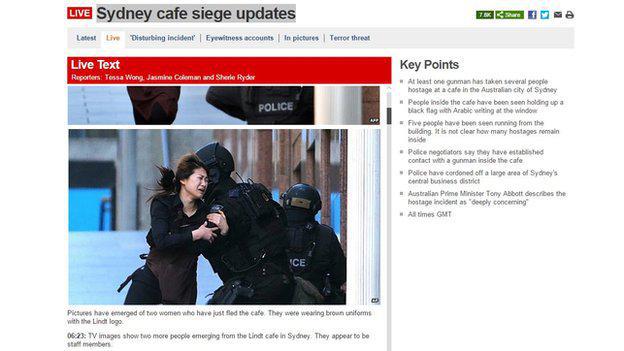 LIVE Sydney cafe siege updates
7.8K Share
Latest Live 'Disturbing incident' Eyewitness accounts In pictures Terror threat
Live Text
Reporters: Tessa Wong, Jasmine Coleman and Sherie Ryder
POLICE
AFP
POLICE
AP
Pictures have emerged of two women who have just fled the cafe. They were wearing brown uniforms
with the Lindt logo.
06:23: TV images show two more people emerging from the Lindt cafe in Sydney. They appear to be
staff members.
Key Points
At least one gunman has taken several people
hostage at a cafe in the Australian city of Sydney
People inside the cafe have been seen holding up a
black flag with Arabic writing at the window
Five people have been seen running from the
building. It is not clear how many hostages remain
inside
Police negotiators say they have established
contact with a gunman inside the cafe
Police have cordoned off a large area of Sydney's
central business district
Australian Prime Minister Tony Abbott describes the
hostage incident as "deeply concerning"
All times GMT